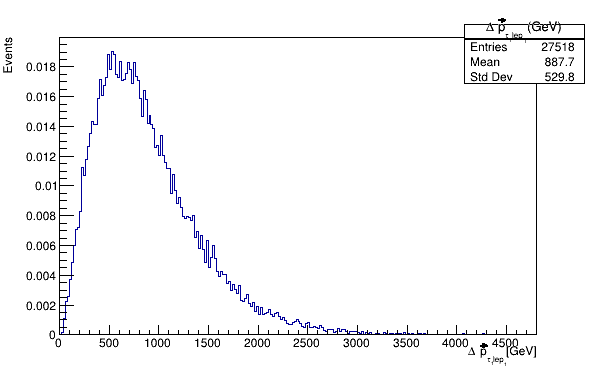 Δ p⃗ τ,lep (GeV)
Entries 27518
Mean 887.7
Std Dev 529.8
Events
0.018
0.016
0.014
0.012
0.01
0.008
0.006
0.004
0.002
0
0 500 1000 1500 2000 2500 3000 3500 4000 4500
Δ p⃗ τ₁lep₁ [GeV]